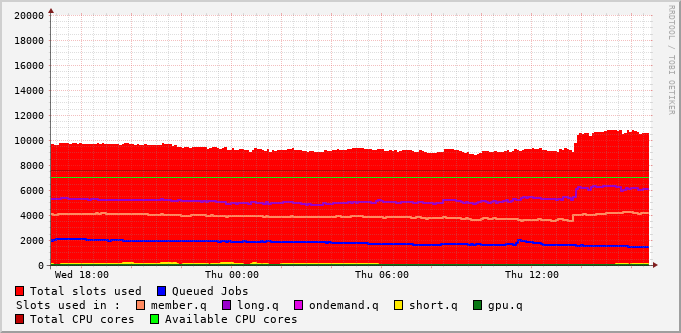 20000
18000
16000
14000
12000
10000
8000
6000
4000
2000
0
Wed 18:00 Thu 00:00 Thu 06:00 Thu 12:00
RRDTOOL / TOBI OETIKER
Total slots used Queued Jobs
Slots used in : member.q long.q ondemand.q short.q gpu.q
Total CPU cores Available CPU cores